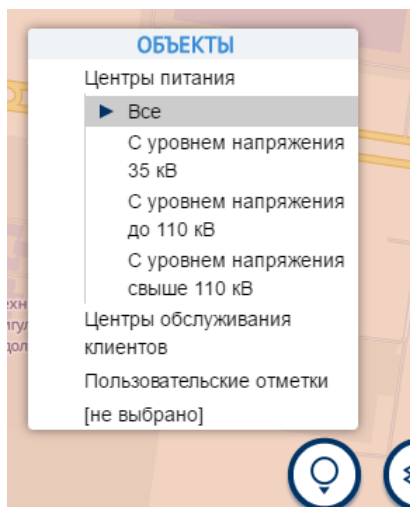 ОБЪЕКТЫ
Центры питания
Все
С уровнем напряжения
35 кВ
С уровнем напряжения
до 110 кВ
С уровнем напряжения
свыше 110 кВ
Центры обслуживания
клиентов
Пользовательские отметки
[не выбрано]